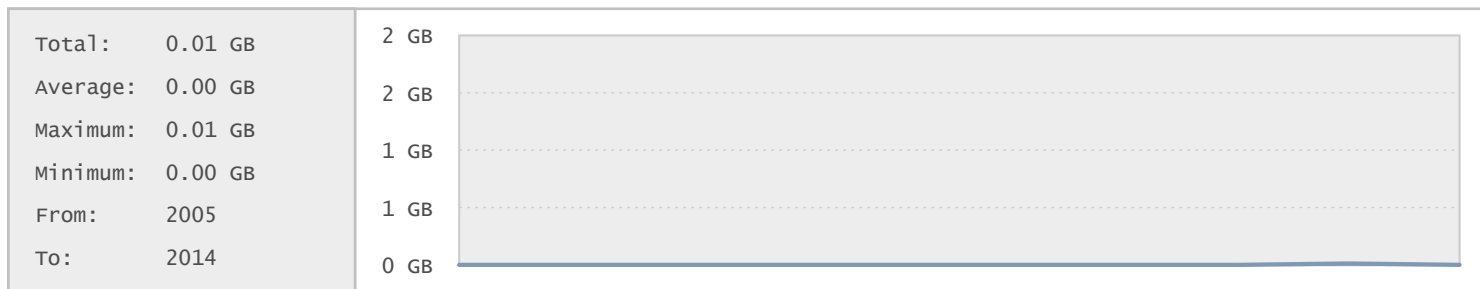 Total: 0.01 GB
Average: 0.00 GB
Maximum: 0.01 GB
Minimum: 0.00 GB
From: 2005
To: 2014
2 GB
2 GB
1 GB
1 GB
0 GB